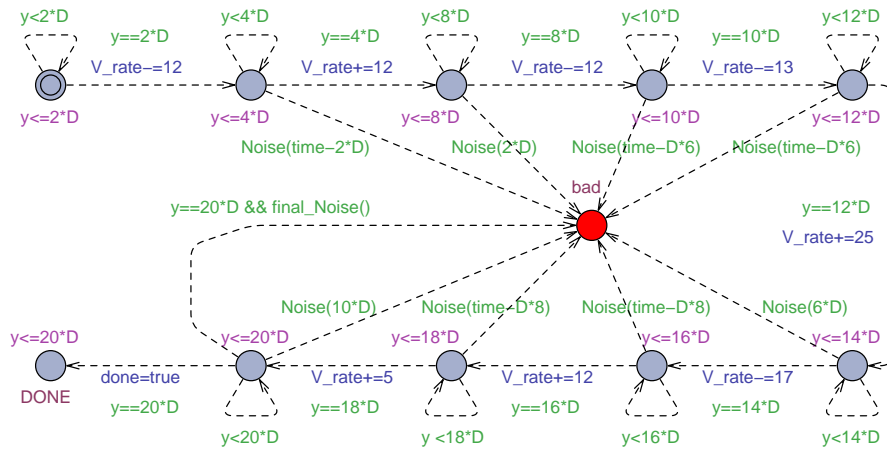 y<2*D
y<4*D
y<8*D
y<10*D
y<12*D
y==2*D
y==4*D
y==8*D
y==10*D
V_rate−=12
V_rate+=12
V_rate−=12
V_rate−=13
y<=2*D
y<=4*D
y<=8*D
y<=10*D
y<=12*D
Noise(time−2*D)
Noise(2*D)
Noise(time−D*6)
Noise(time−D*6)
bad
y==20*D && final_Noise()
y==12*D
V_rate+=25
Noise(10*D)
Noise(time−D*8)
Noise(time−D*8)
Noise(6*D)
y<=20*D
y<=20*D
y<=18*D
y<=16*D
y<=14*D
done=true
V_rate+=5
V_rate+=12
V_rate−=17
DONE
y==20*D
y==18*D
y==16*D
y==14*D
y<20*D
y <18*D
y<16*D
y<14*D